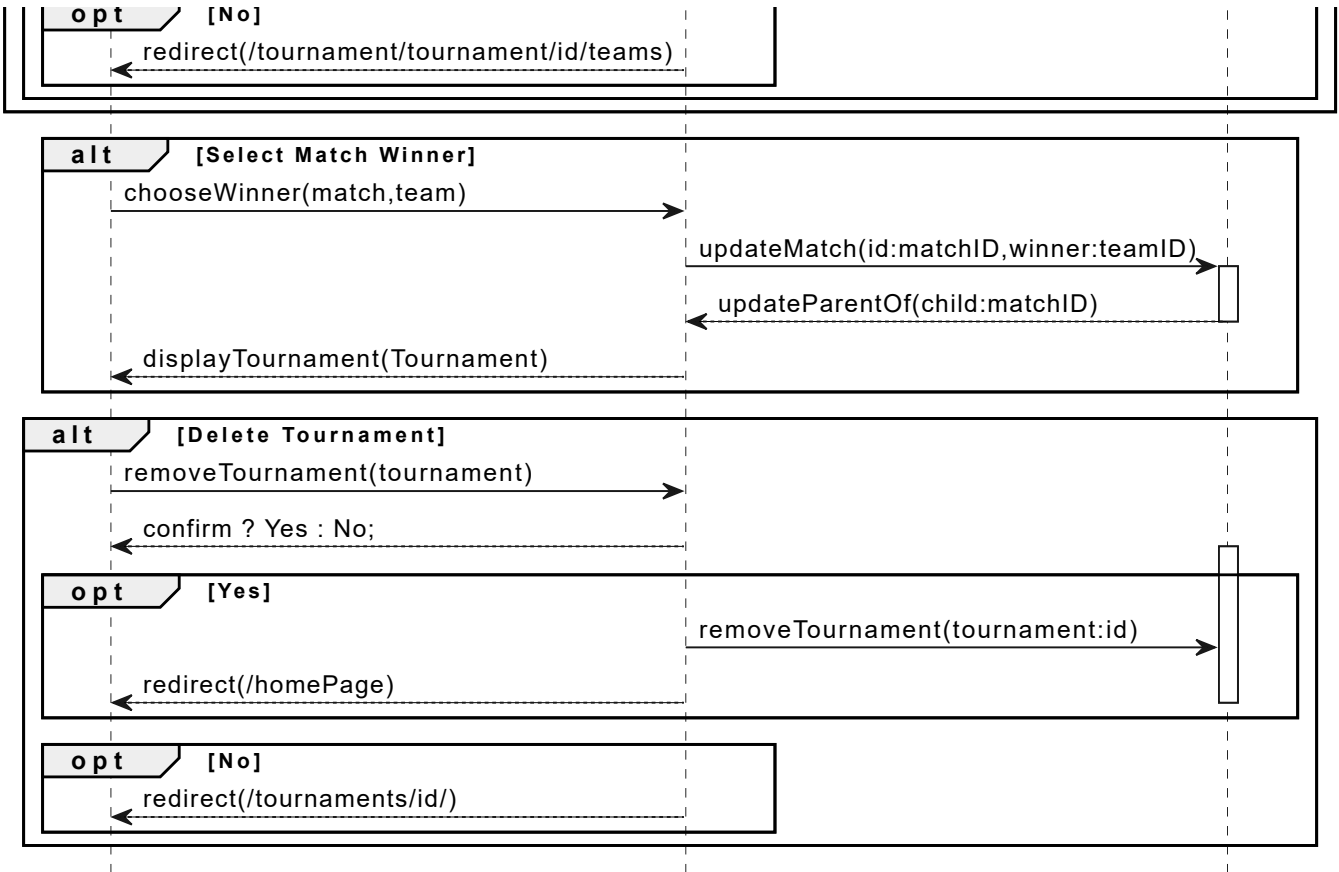 opt [No]
redirect(/tournament/tournament/id/teams)
alt [Select Match Winner]
chooseWinner(match,team)
updateMatch(id:matchID,winner:teamID)
updateParentOf(child:matchID)
displayTournament(Tournament)
alt [Delete Tournament]
removeTournament(tournament)
confirm ? Yes : No;
opt [Yes]
removeTournament(tournament:id)
redirect(/homePage)
opt [No]
redirect(/tournaments/id/)